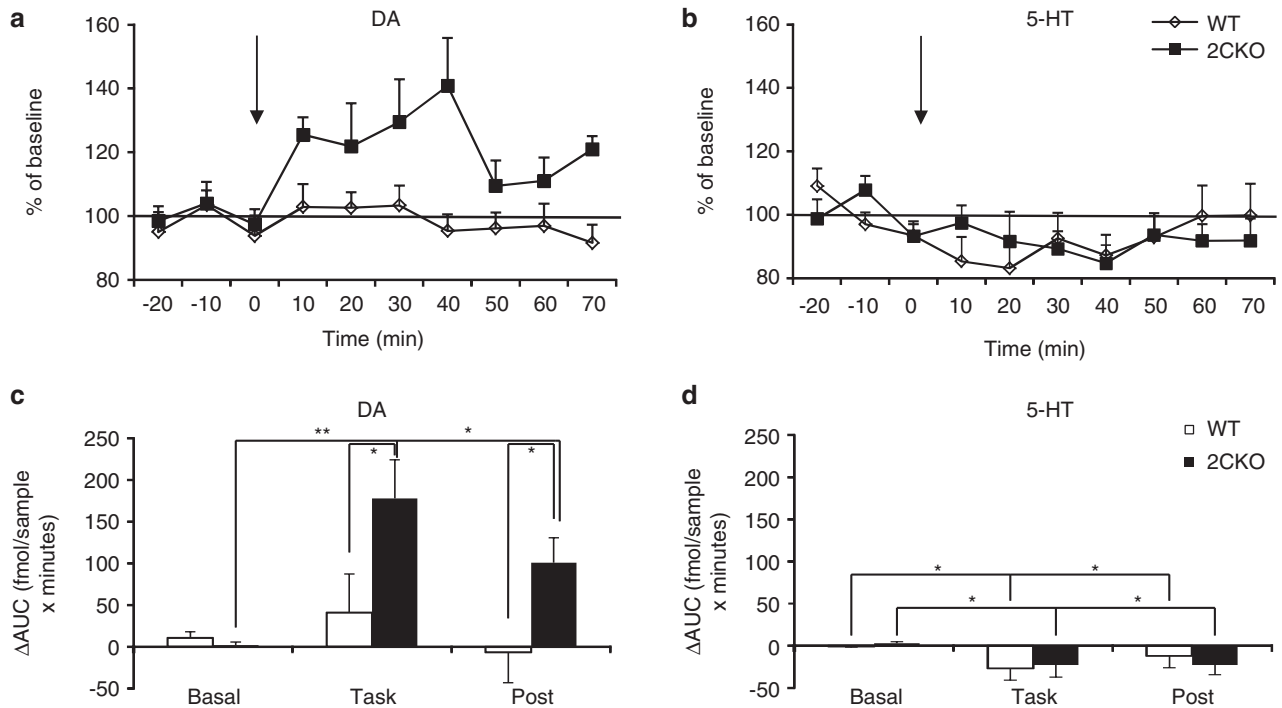 a
DA
160
140
120
100
80
% of baseline
-20 -10 0 10 20 30 40 50 60 70
Time (min)
b
5-HT
WT
2CKO
160
140
120
100
80
% of baseline
-20 -10 0 10 20 30 40 50 60 70
Time (min)
c
DA
250
200
150
100
50
0
-50
ΔAUC (fmol/sample
x minutes)
** *
* *
Basal Task Post
d
5-HT
WT
2CKO
250
200
150
100
50
0
-50
ΔAUC (fmol/sample
x minutes)
* *
* *
Basal Task Post